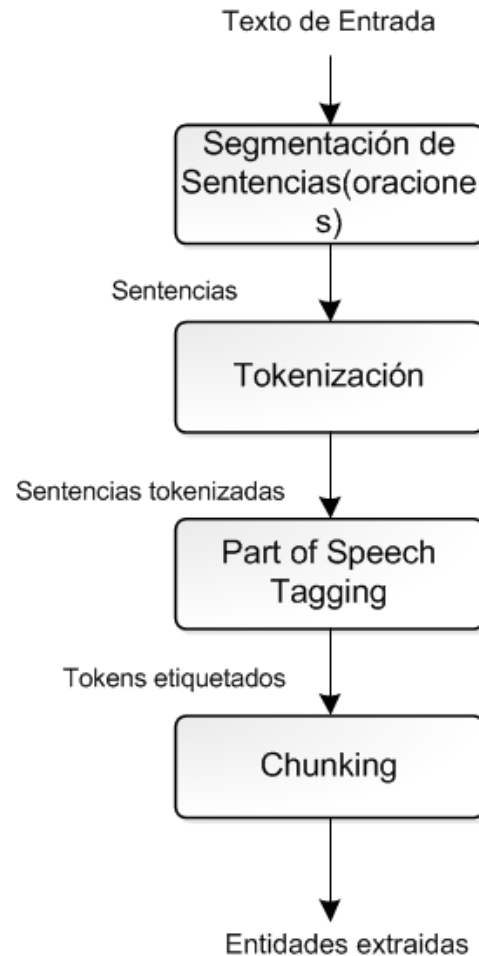 Texto de Entrada
Segmentación de
Sentencias(oracione
s)
Sentencias
Tokenización
Sentencias tokenizadas
Part of Speech
Tagging
Tokens etiquetados
Chunking
Entidades extraidas